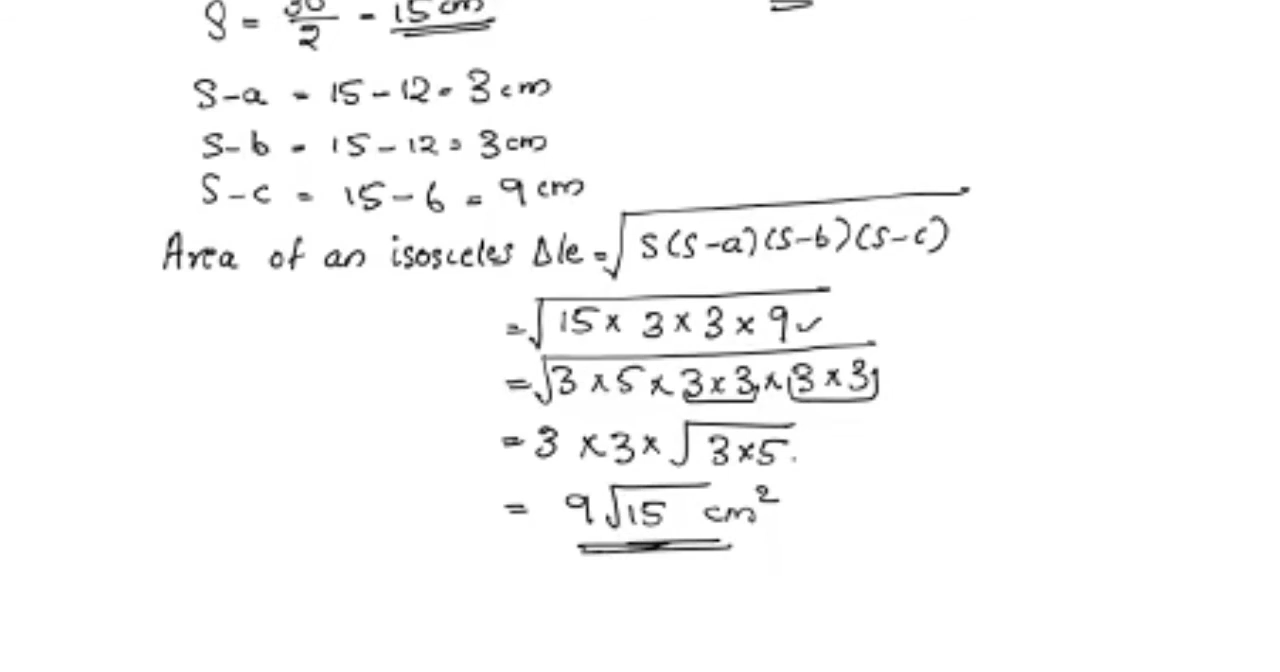 S = 30/2 = 15 cm
S-a = 15-12 = 3 cm
S-b = 15-12 = 3 cm
S-c = 15-6 = 9 cm
Area of an isosceles Δle = √S(S-a)(S-b)(S-c)
= √15 × 3 × 3 × 9
= √3 × 5 × 3 × 3 × 3 × 3
= 3 × 3 × √3×5.
= 9√15 cm²